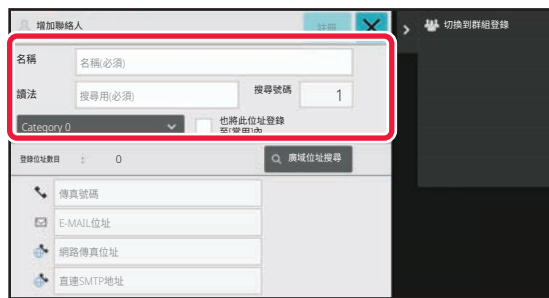 增加聯絡人 註冊 切換到群組登錄
名稱 名稱(必須)
讀法 搜尋用(必須) 搜尋號碼 1
Category 0 也將此位址登錄
至[常用]內
登錄位址數目 : 0 廣域位址搜尋
傳真號碼
E-MAIL位址
網路傳真位址
直連SMTP地址